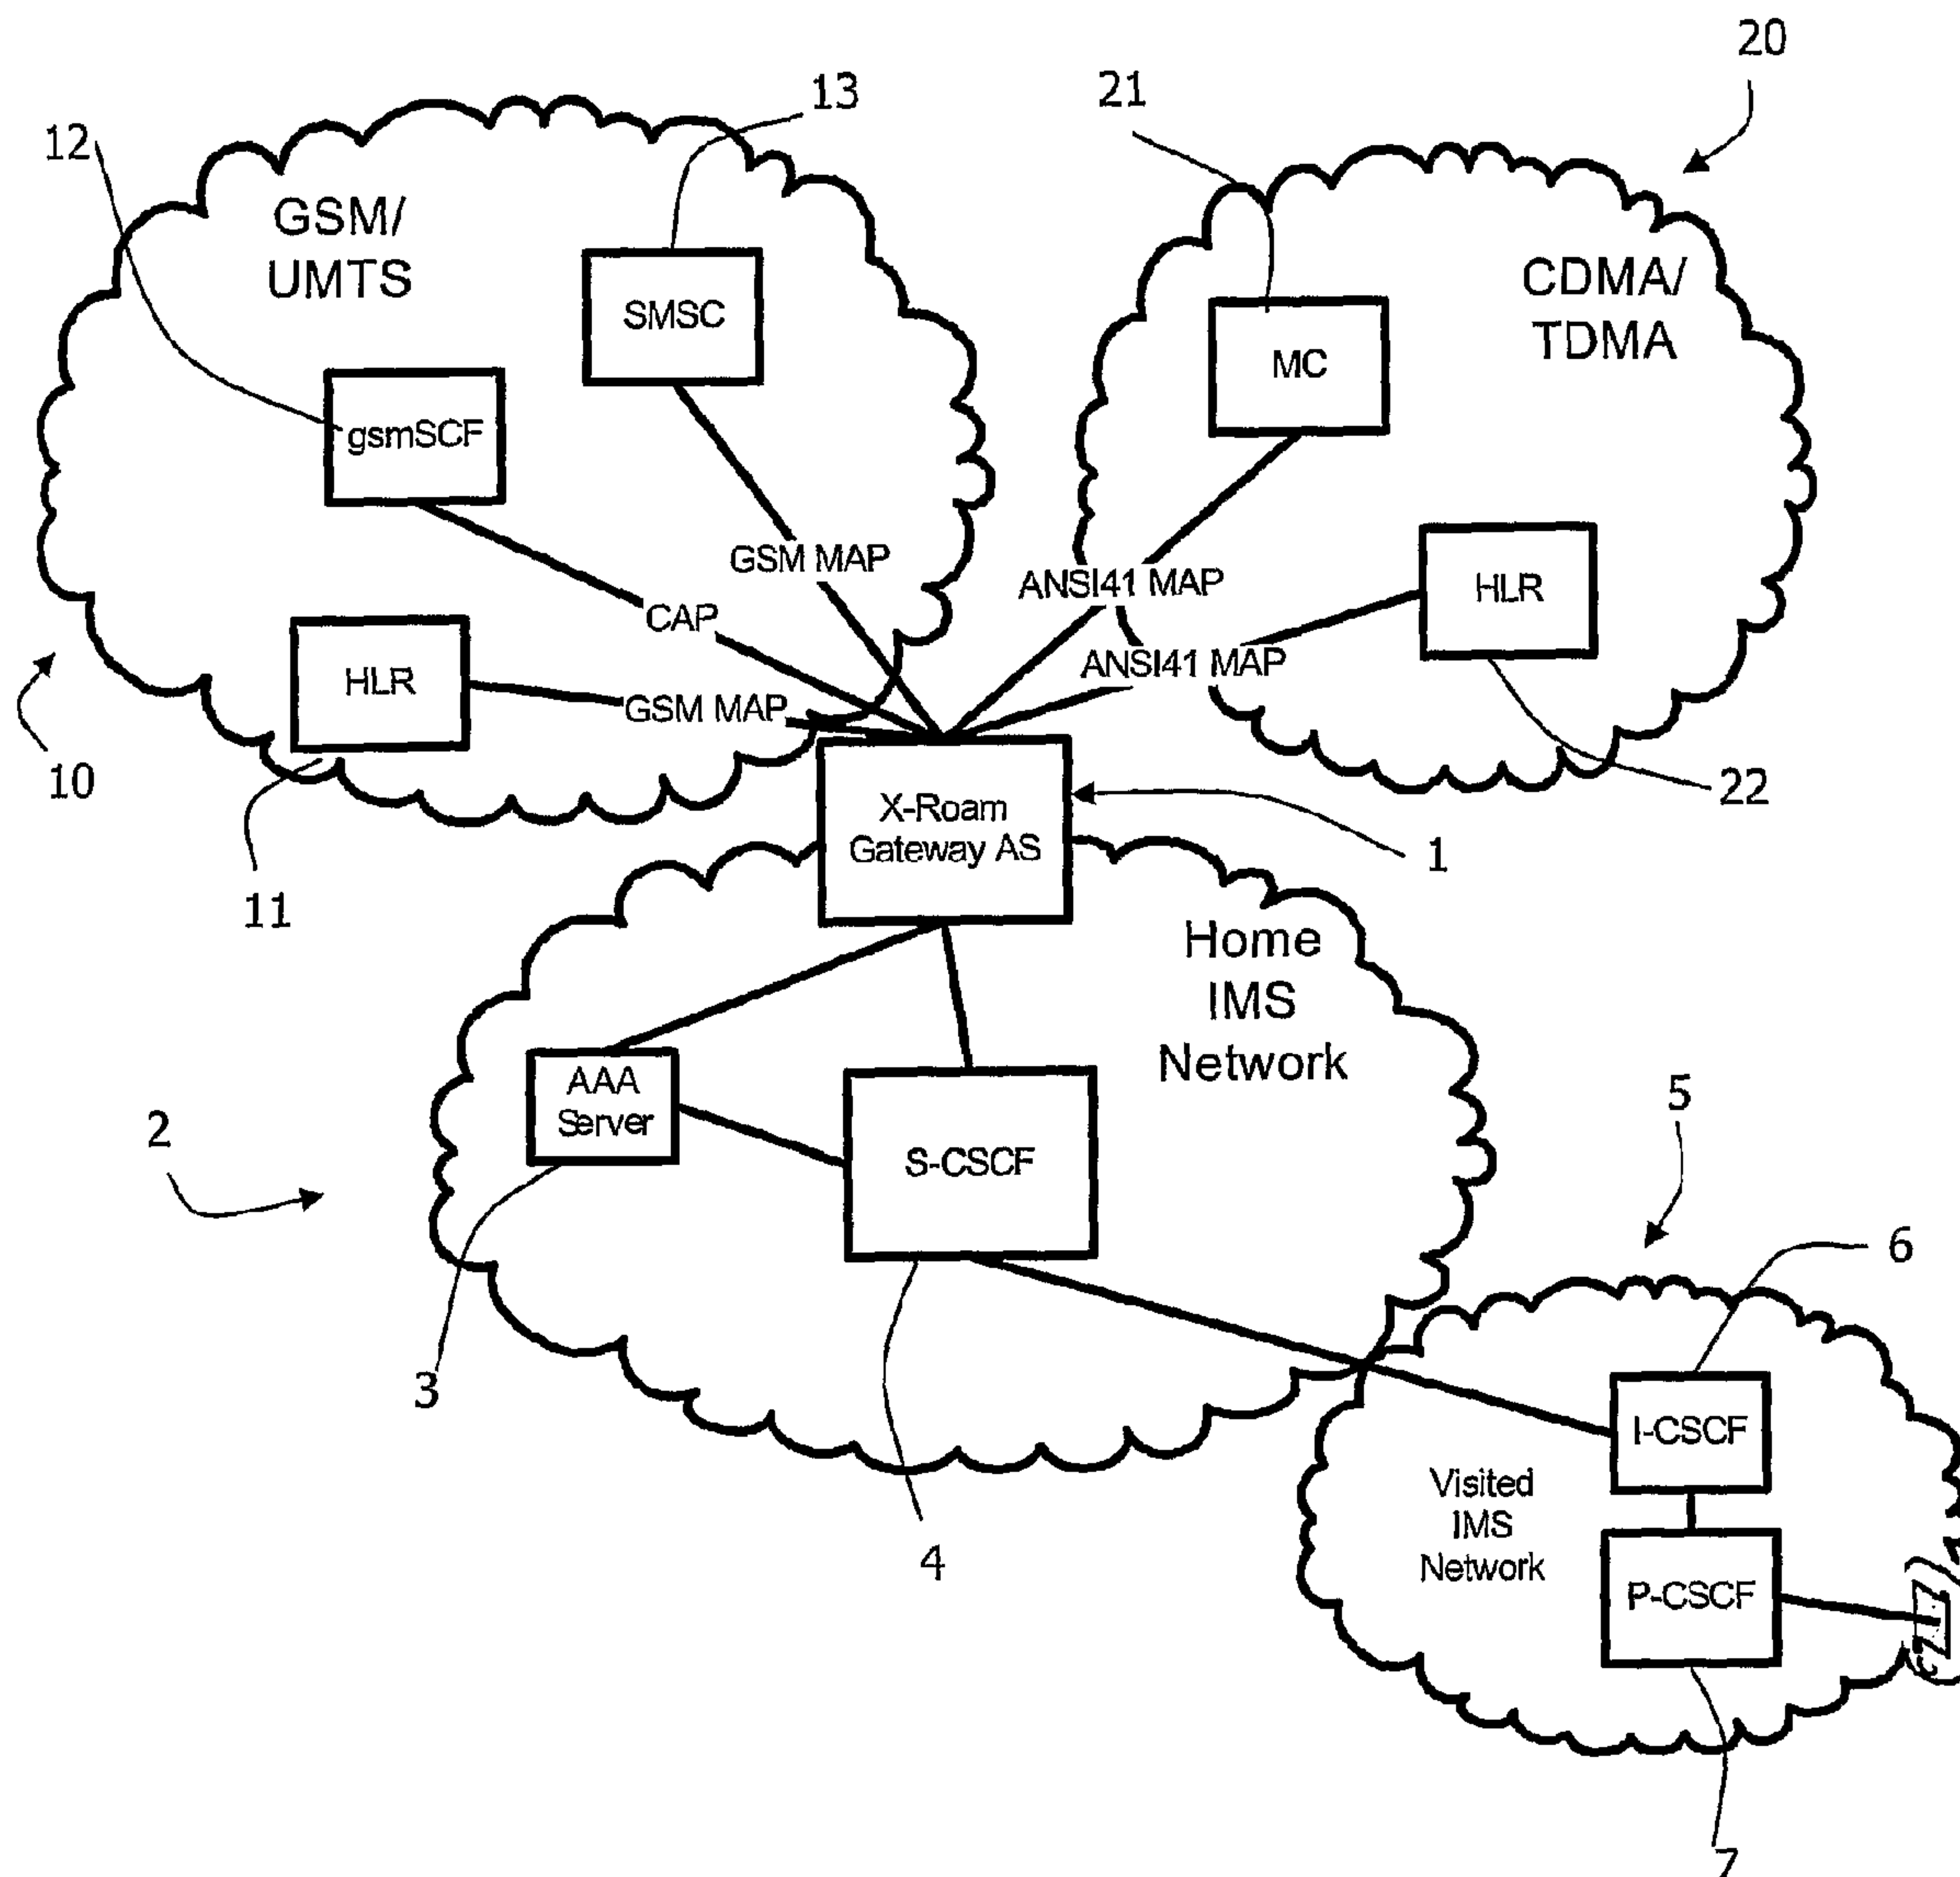 20
13
21
12
GSM/
UMTS
SMSC
CDMA/
TDMA
MC
gsmSCF
GSM MAP
ANSI41 MAP
HLR
CAP
ANSI41 MAP
HLR
GSM MAP
10
22
X-Roam
Gateway AS
1
11
Home
IMS
Network
AAA
Server
5
2
S-CSCF
6
3
I-CSCF
Visited
IMS
Network
4
P-CSCF
7